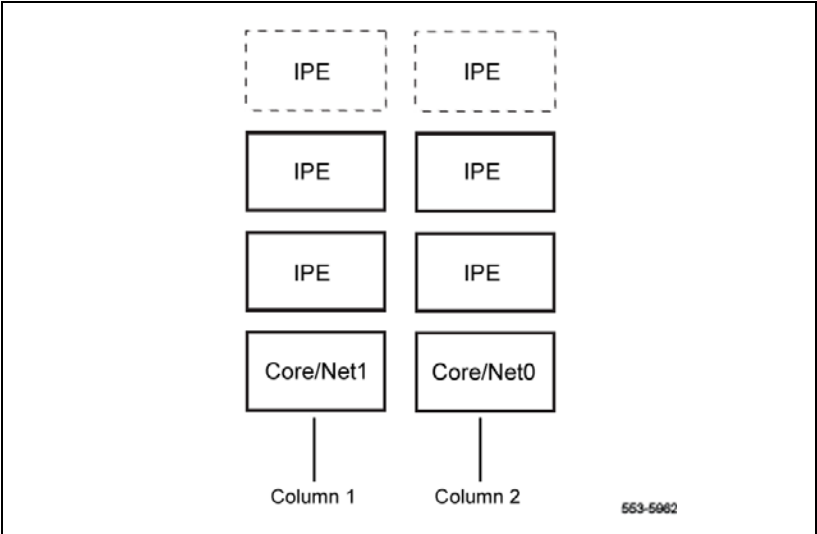 IPE IPE
IPE IPE
IPE IPE
Core/Net1 Core/Net0
Column 1 Column 2
553-5962